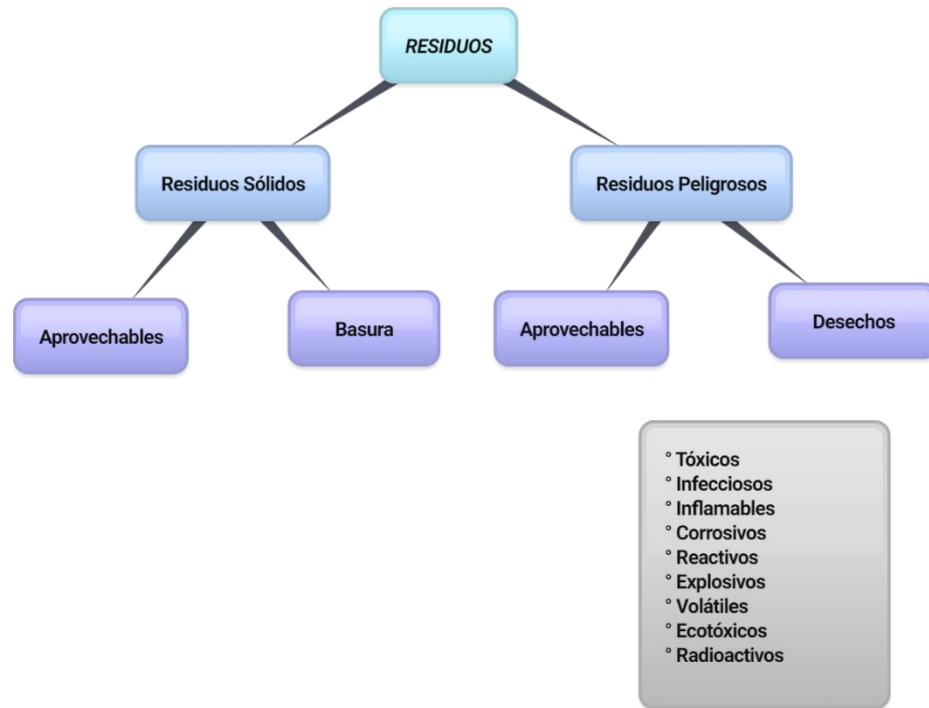 RESIDUOS
Residuos Sólidos
Residuos Peligrosos
Aprovechables
Basura
Aprovechables
Desechos
° Tóxicos
° Infecciosos
° Inflamables
° Corrosivos
° Reactivos
° Explosivos
° Volátiles
° Ecotóxicos
° Radioactivos